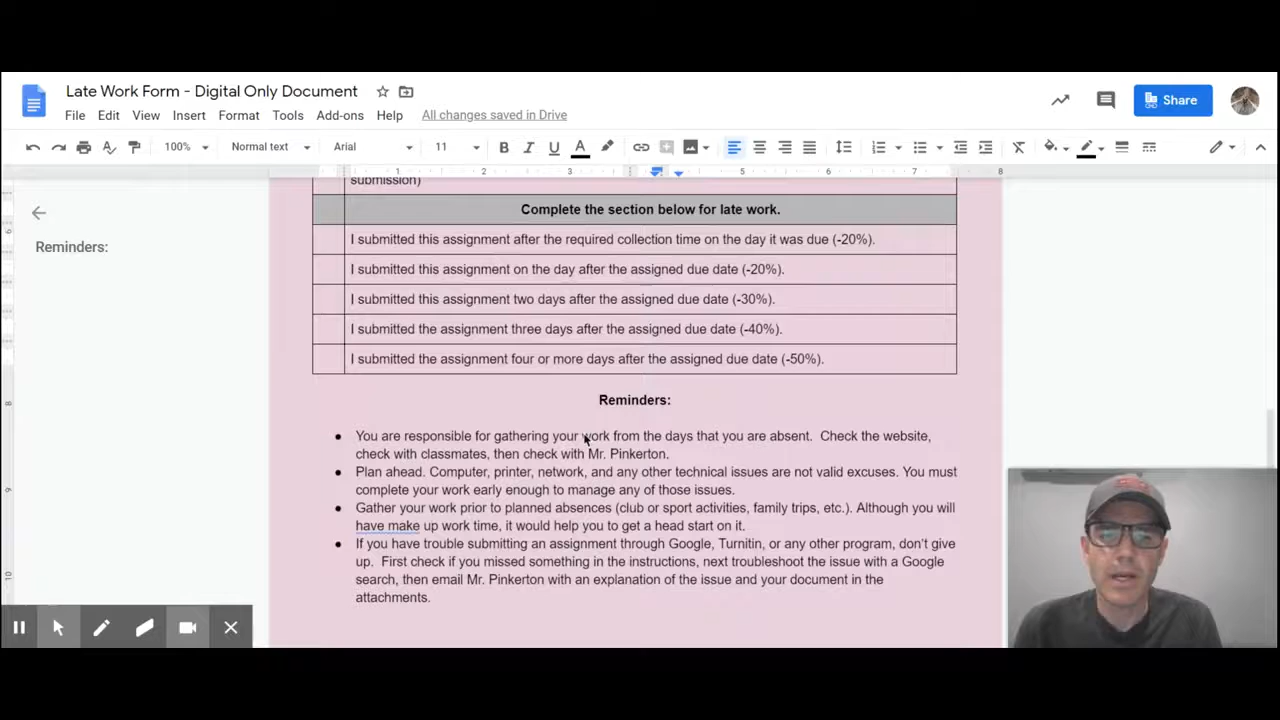 Late Work Form - Digital Only Document
Share
File Edit View Insert Format Tools Add-ons Help All changes saved in Drive
100% Normal text Arial 11 B I U A
1 2 3 4 5 6 7 8
submission)
Complete the section below for late work.
Reminders:
I submitted this assignment after the required collection time on the day it was due (-20%).
I submitted this assignment on the day after the assigned due date (-20%).
I submitted this assignment two days after the assigned due date (-30%).
I submitted the assignment three days after the assigned due date (-40%).
I submitted the assignment four or more days after the assigned due date (-50%).
Reminders:
● You are responsible for gathering your work from the days that you are absent. Check the website,
check with classmates, then check with Mr. Pinkerton.
● Plan ahead. Computer, printer, network, and any other technical issues are not valid excuses. You must
complete your work early enough to manage any of those issues.
● Gather your work prior to planned absences (club or sport activities, family trips, etc.). Although you will
have make up work time, it would help you to get a head start on it.
● If you have trouble submitting an assignment through Google, Turnitin, or any other program, don't give
up. First check if you missed something in the instructions, next troubleshoot the issue with a Google
search, then email Mr. Pinkerton with an explanation of the issue and your document in the
attachments.